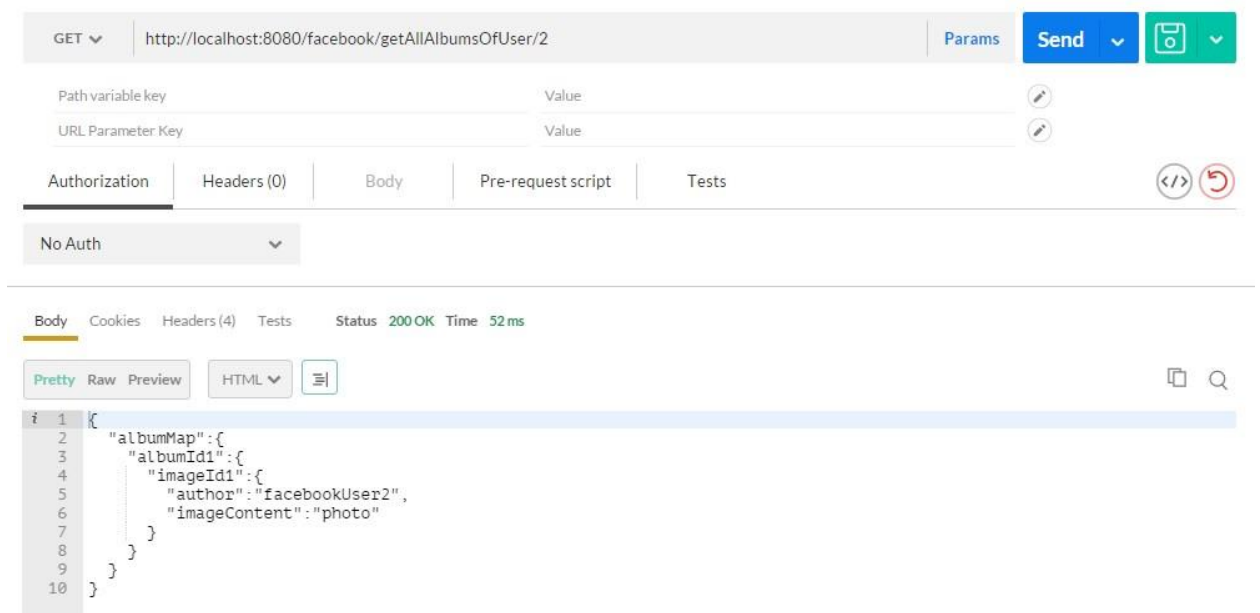 GET http://localhost:8080/facebook/getAllAlbumsOfUser/2 Params Send
Path variable key Value
URL Parameter Key Value
Authorization Headers (0) Body Pre-request script Tests </>
No Auth
Body Cookies Headers (4) Tests Status 200 OK Time 52 ms
Pretty Raw Preview HTML
i 1 {
2 "albumMap":{
3 "albumId1":{
4 "imageId1":{
5 "author":"facebookUser2",
6 "imageContent":"photo"
7 }
8 }
9 }
10 }